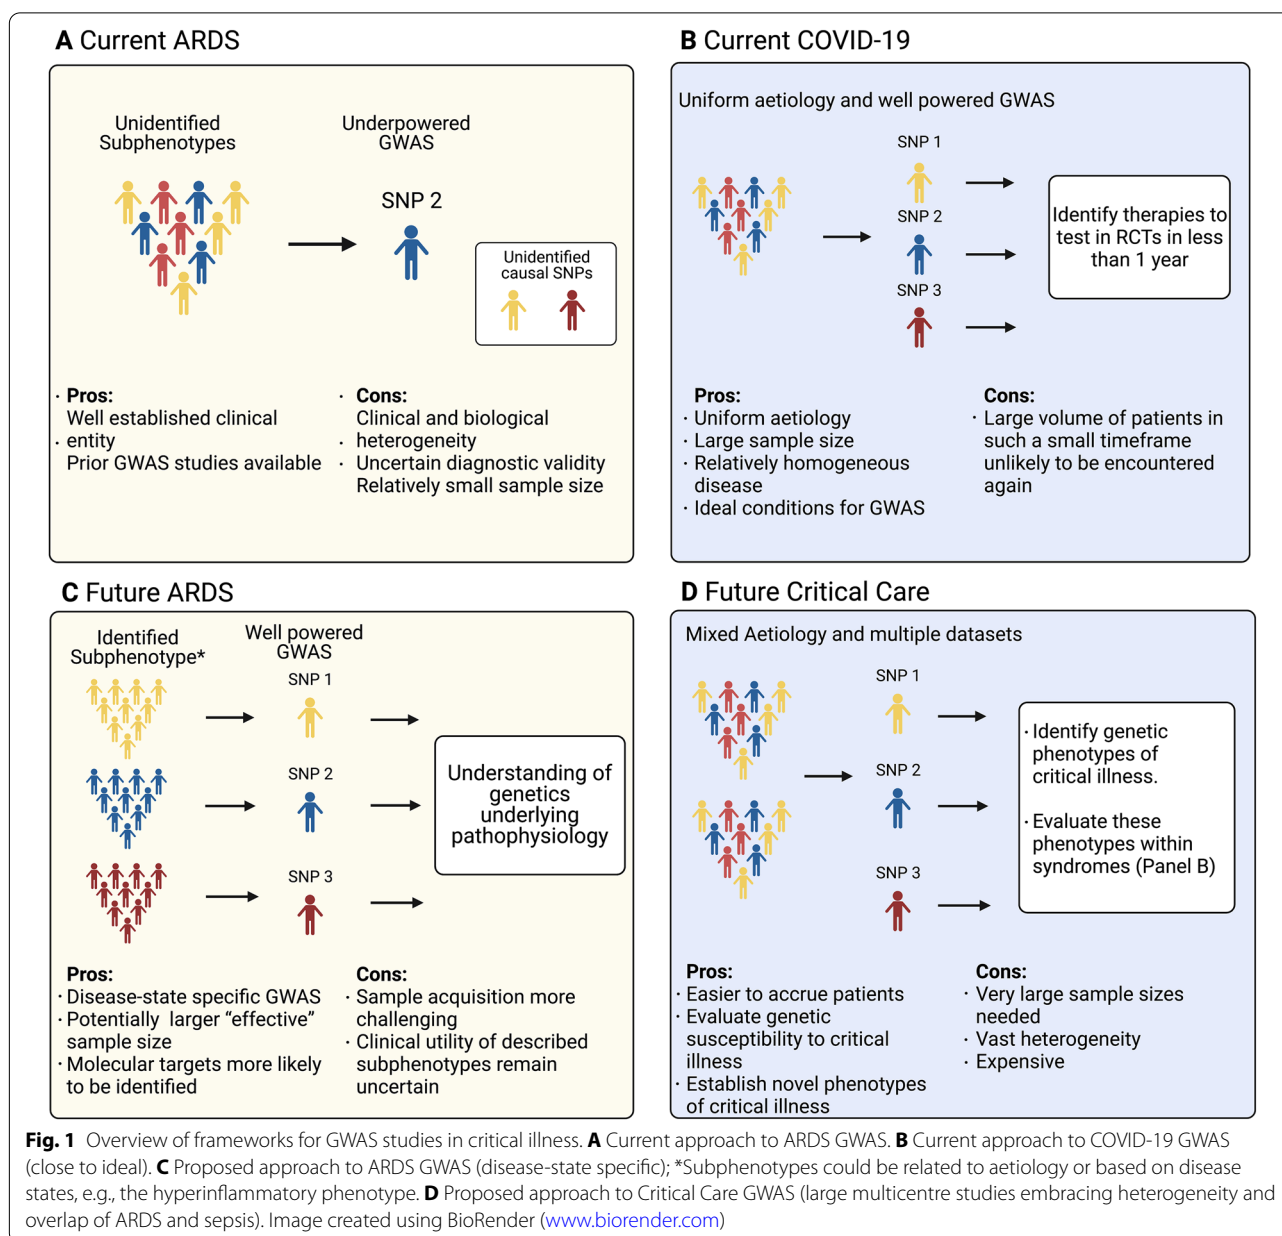 A Current ARDS
Unidentified
Subphenotypes
Underpowered
GWAS
SNP 2
Unidentified
causal SNPs
· Pros:
Well established clinical
· entity
Prior GWAS studies available
· Cons:
Clinical and biological
· heterogeneity
· Uncertain diagnostic validity
Relatively small sample size
B Current COVID-19
Uniform aetiology and well powered GWAS
SNP 1
SNP 2
SNP 3
Identify therapies to
test in RCTs in less
than 1 year
Pros:
· Uniform aetiology
· Large sample size
· Relatively homogeneous
disease
· Ideal conditions for GWAS
Cons:
· Large volume of patients in
such a small timeframe
unlikely to be encountered
again
C Future ARDS
Identified
Subphenotype*
Well powered
GWAS
SNP 1
SNP 2
SNP 3
Understanding of
genetics
underlying
pathophysiology
Pros:
· Disease-state specific GWAS
· Potentially larger “effective”
sample size
· Molecular targets more likely
to be identified
Cons:
· Sample acquisition more
challenging
· Clinical utility of described
subphenotypes remain
uncertain
D Future Critical Care
Mixed Aetiology and multiple datasets
SNP 1
SNP 2
SNP 3
· Identify genetic
phenotypes of
critical illness.
· Evaluate these
phenotypes within
syndromes (Panel B)
Pros:
· Easier to accrue patients
· Evaluate genetic
susceptibility to critical
illness
· Establish novel phenotypes
of critical illness
Cons:
· Very large sample sizes
needed
· Vast heterogeneity
· Expensive
Fig. 1 Overview of frameworks for GWAS studies in critical illness. A Current approach to ARDS GWAS. B Current approach to COVID-19 GWAS
(close to ideal). C Proposed approach to ARDS GWAS (disease-state specific); *Subphenotypes could be related to aetiology or based on disease
states, e.g., the hyperinflammatory phenotype. D Proposed approach to Critical Care GWAS (large multicentre studies embracing heterogeneity and
overlap of ARDS and sepsis). Image created using BioRender (www.biorender.com)